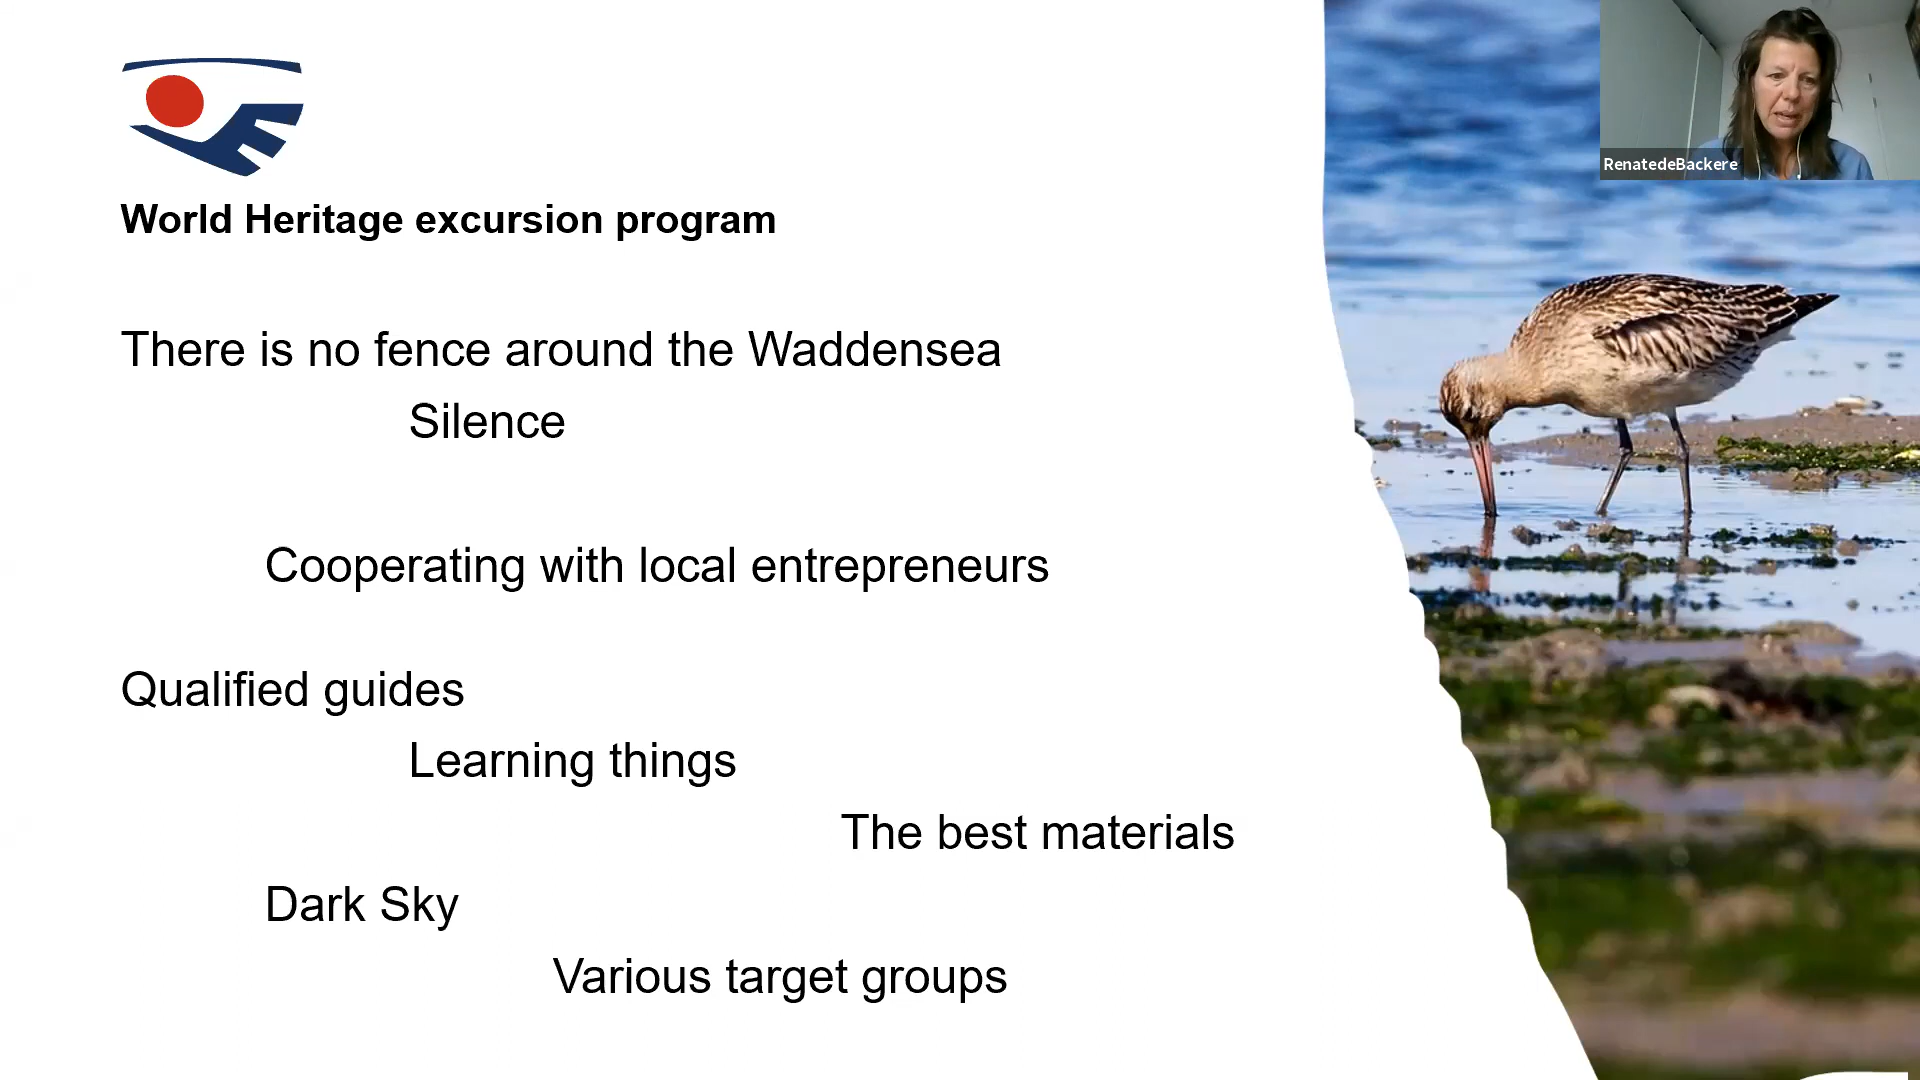 RenatedeBackere
World Heritage excursion program
There is no fence around the Waddensea
Silence
Cooperating with local entrepreneurs
Qualified guides
Learning things
The best materials
Dark Sky
Various target groups